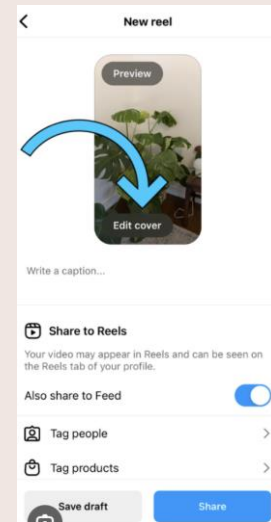 New reel
Preview
Edit cover
Write a caption...
Share to Reels
Your video may appear in Reels and can be seen on
the Reels tab of your profile.
Also share to Feed
Tag people
Tag products
Save draft
Share